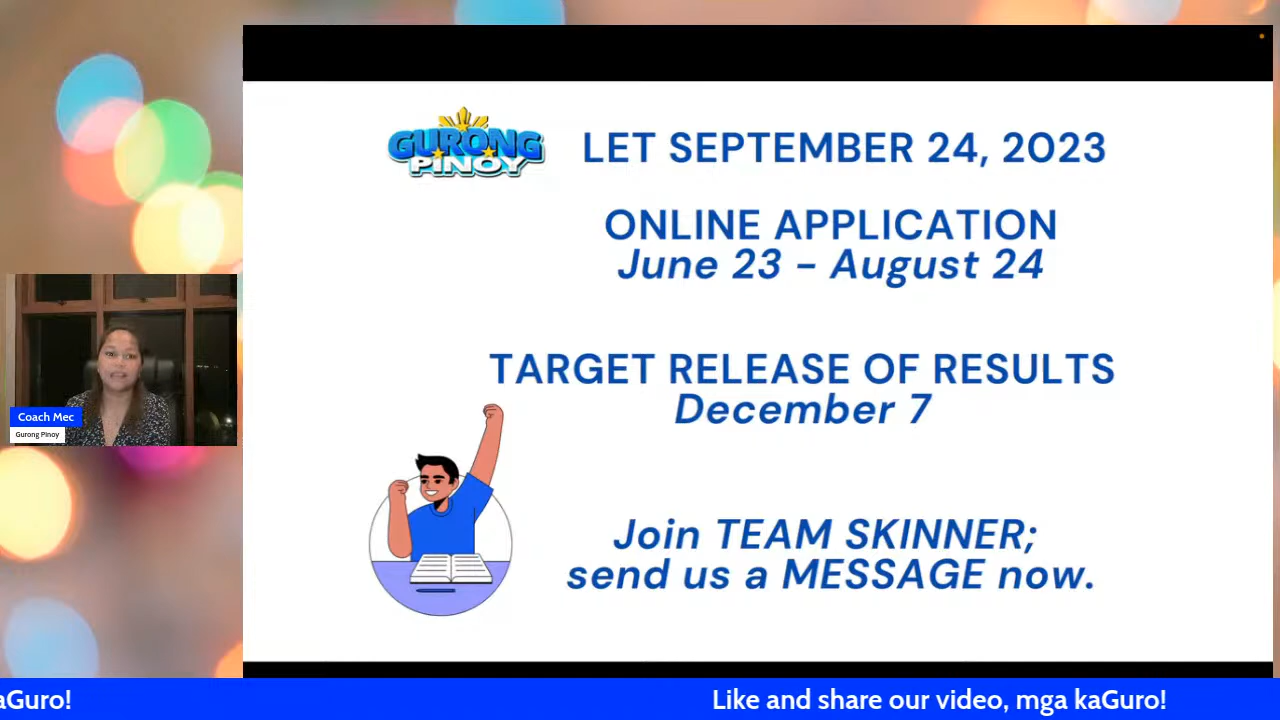 GURONG
PINOY
LET SEPTEMBER 24, 2023
ONLINE APPLICATION
June 23 - August 24
TARGET RELEASE OF RESULTS
December 7
Join TEAM SKINNER;
send us a MESSAGE now.
Coach Mec
Gurong Pinoy
aGuro!
Like and share our video, mga kaGuro!